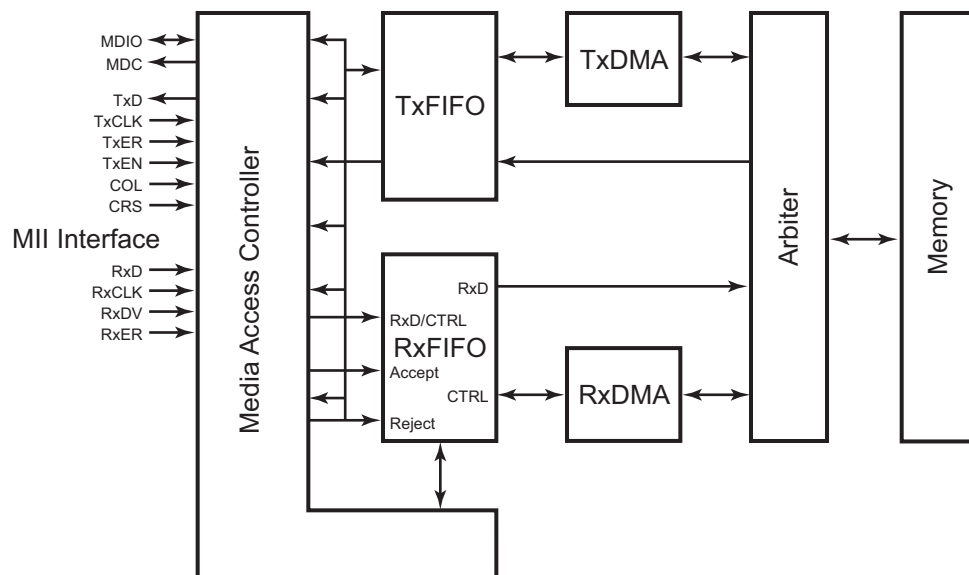 MDIO
MDC
TxD
TxCLK
TxER
TxEN
COL
CRS
MII Interface
RxD
RxCLK
RxDV
RxER
Media Access Controller
TxFIFO
TxDMA
RxD
RxD/CTRL
RxFIFO
Accept
CTRL
Reject
RxDMA
Arbiter
Memory